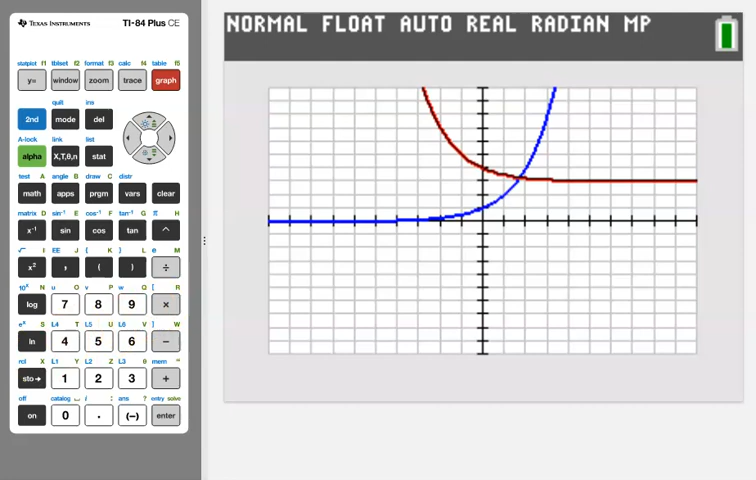 TEXAS INSTRUMENTS TI-84 Plus CE
NORMAL FLOAT AUTO REAL RADIAN MP
statplot f1 tblset f2 format f3 calc f4 table f5
y= window zoom trace graph
quit ins
2nd mode del
A-lock link list
alpha X,T,θ,n stat
test A angle B draw C distr
math apps prgm vars clear
matrix D sin⁻¹ E cos⁻¹ F tan⁻¹ G π H
x⁻¹ sin cos tan ^
√ I EE J { K } L e M
x² , ( ) ÷
10ˣ N u O v P w Q [ R
log 7 8 9 ×
eˣ S L4 T L5 U L6 V ] W
ln 4 5 6 −
rcl X L1 Y L2 Z L3 θ mem "
sto→ 1 2 3 +
off catalog i : ans ? entry solve
on 0 . (−) enter